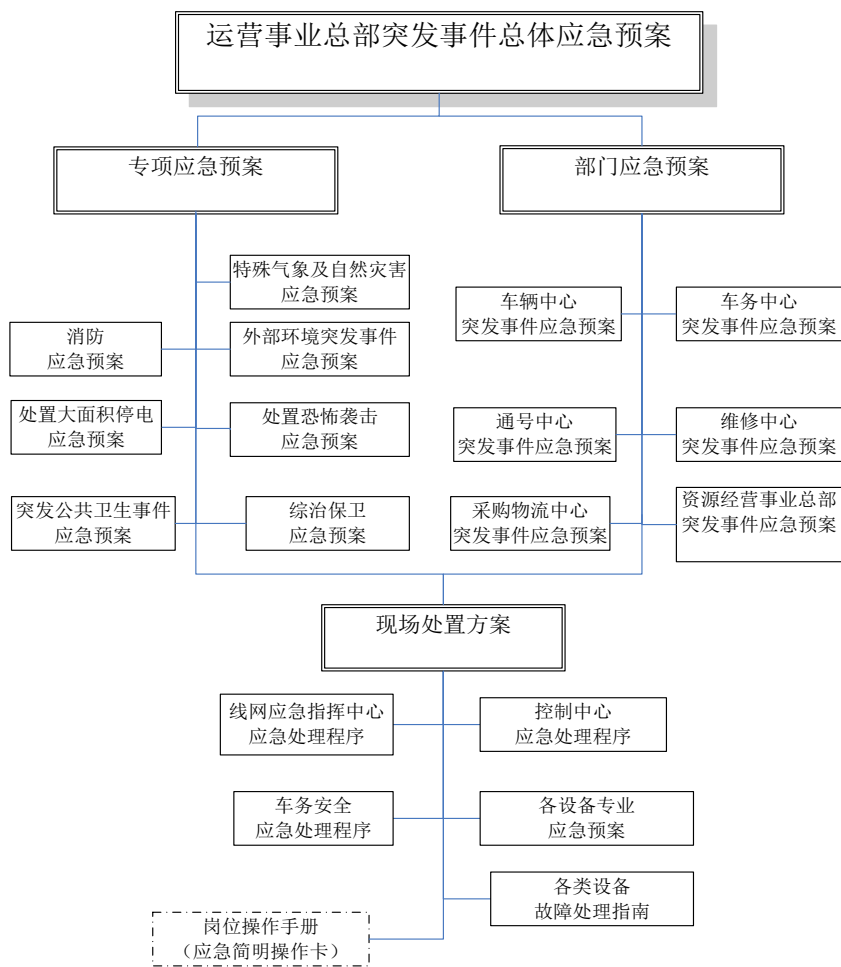 运营事业总部突发事件总体应急预案
专项应急预案
部门应急预案
特殊气象及自然灾害
应急预案
消防
应急预案
外部环境突发事件
应急预案
处置大面积停电
应急预案
处置恐怖袭击
应急预案
突发公共卫生事件
应急预案
综治保卫
应急预案
车辆中心
突发事件应急预案
车务中心
突发事件应急预案
通号中心
突发事件应急预案
维修中心
突发事件应急预案
采购物流中心
突发事件应急预案
资源经营事业总部
突发事件应急预案
现场处置方案
线网应急指挥中心
应急处理程序
控制中心
应急处理程序
车务安全
应急处理程序
各设备专业
应急预案
各类设备
故障处理指南
岗位操作手册
（应急简明操作卡）